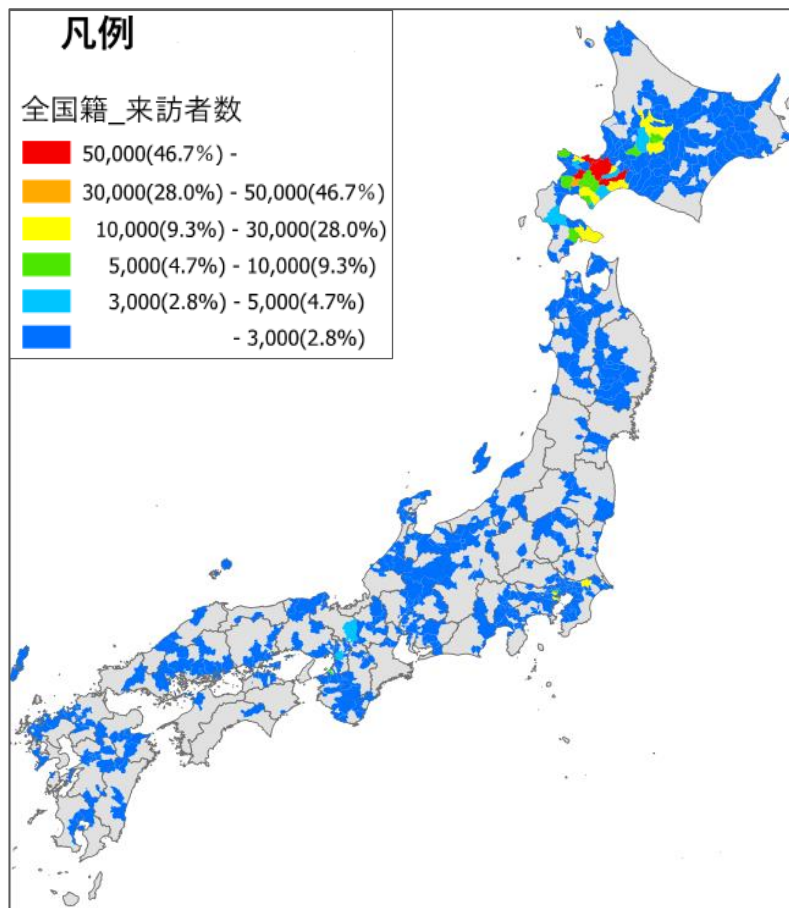 凡例
全国籍_来訪者数
50,000(46.7%) -
30,000(28.0%) - 50,000(46.7%)
10,000(9.3%) - 30,000(28.0%)
5,000(4.7%) - 10,000(9.3%)
3,000(2.8%) - 5,000(4.7%)
- 3,000(2.8%)